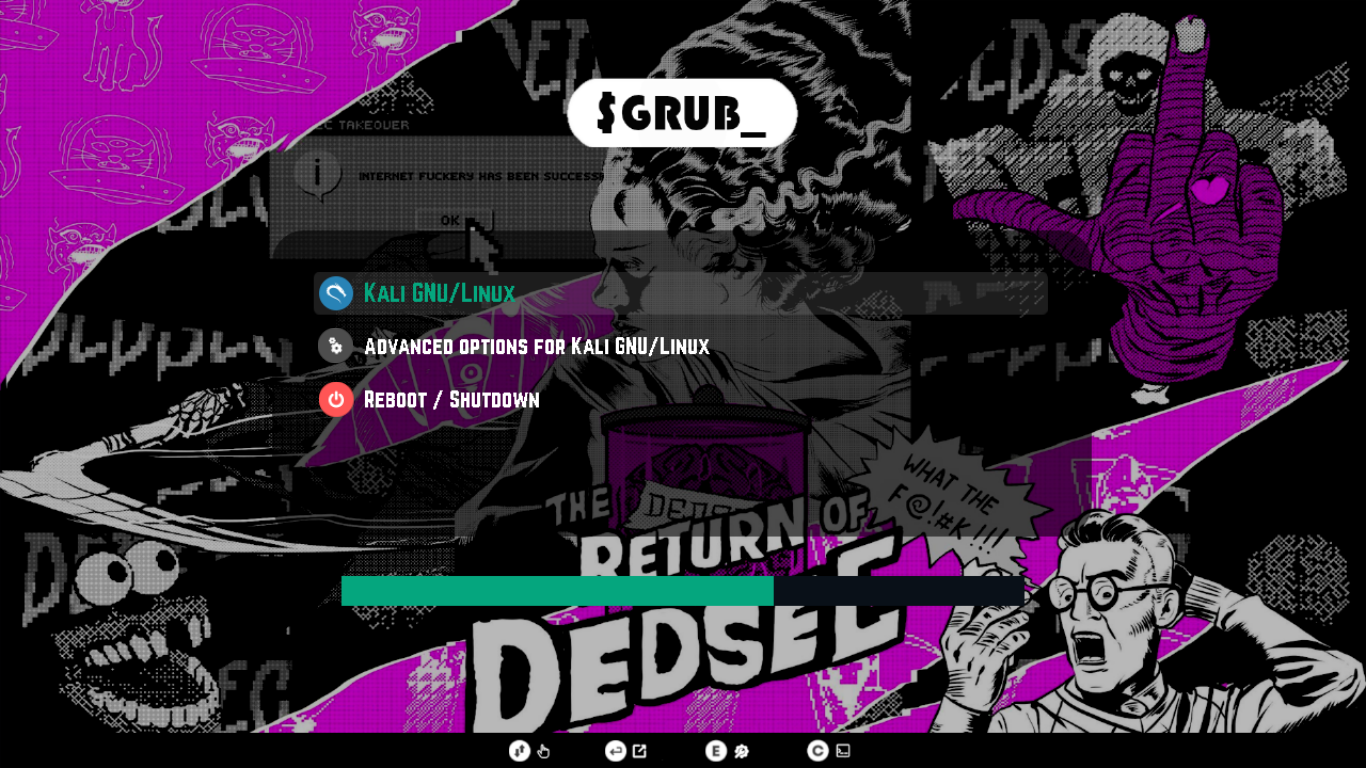 $GRUB_
EC TAKEOVER
i
INTERNET FUCKERY HAS BEEN SUCCESSF
OK
Kali GNU/Linux
Advanced options for Kali GNU/Linux
Reboot / Shutdown
WHAT THE
F@!#K!!!
THE
RETURN OF
DEDSEC
E
C